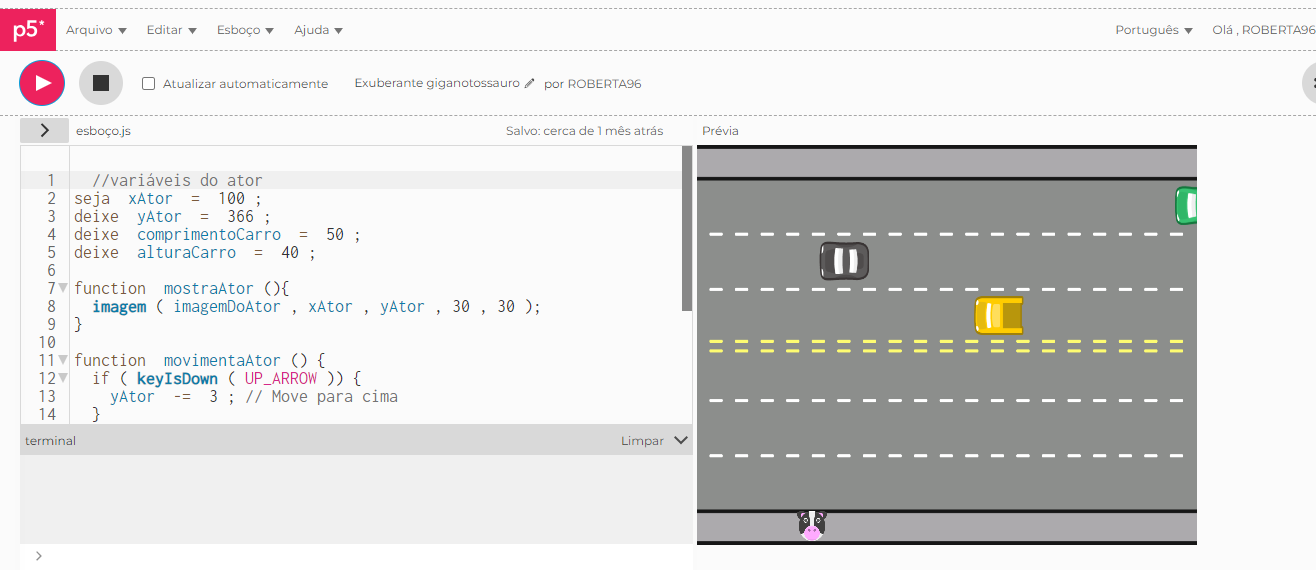 p5* Arquivo Editar Esboço Ajuda Português Olá , ROBERTA96
Atualizar automaticamente Exuberante giganotossauro por ROBERTA96
esboço.js Salvo: cerca de 1 mês atrás Prévia
1 //variáveis do ator
2 seja xAtor = 100 ;
3 deixe yAtor = 366 ;
4 deixe comprimentoCarro = 50 ;
5 deixe alturaCarro = 40 ;
6
7 function mostraAtor (){
8 imagem ( imagemDoAtor , xAtor , yAtor , 30 , 30 );
9 }
10
11 function movimentaAtor () {
12 if ( keyIsDown ( UP_ARROW )) {
13 yAtor -= 3 ; // Move para cima
14 }
terminal Limpar
>